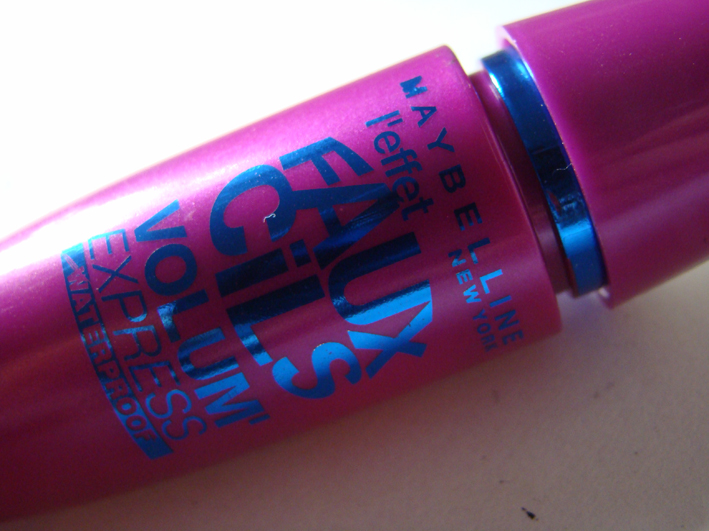 MAYBELLINE
NEW YORK
l'effet
FAUX
CiLS
VOLUM'
EXPRESS
WATERPROOF